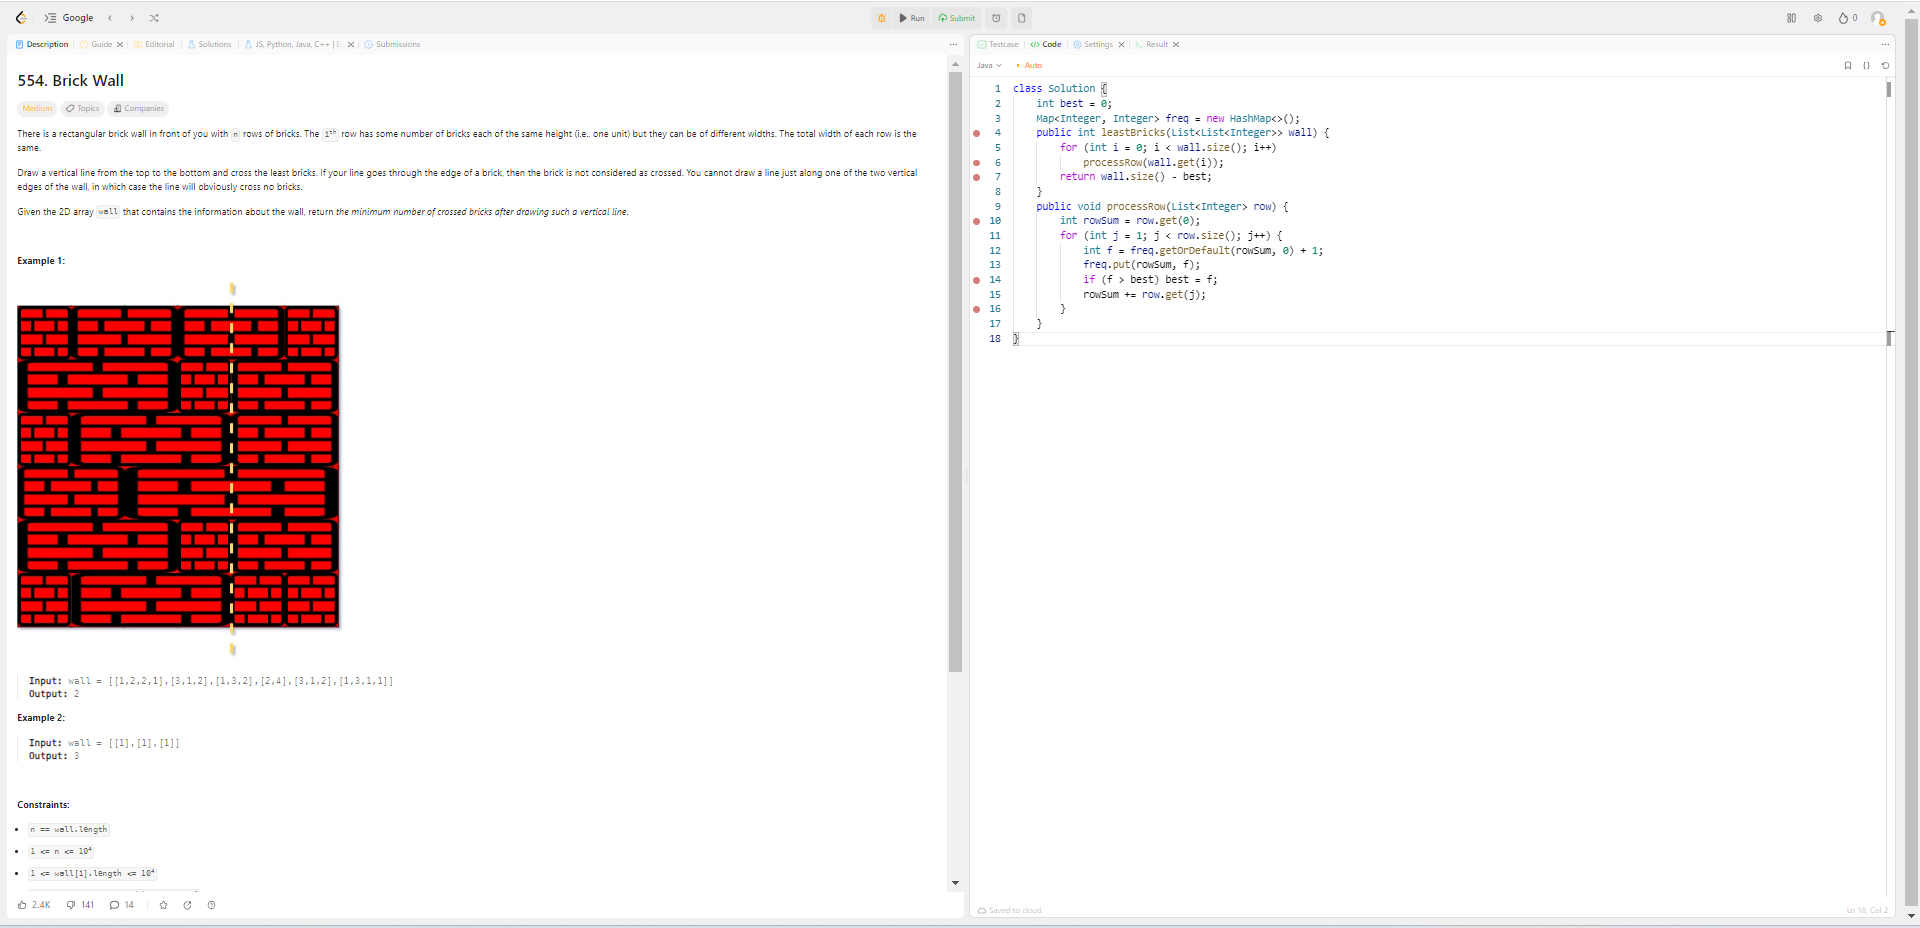 Google
Run
Submit
0
Description
Guide
Editorial
Solutions
JS, Python, Java, C++ |
Submissions
554. Brick Wall
Medium
Topics
Companies
There is a rectangular brick wall in front of you with n rows of bricks. The ith row has some number of bricks each of the same height (i.e., one unit) but they can be of different widths. The total width of each row is the
same.
Draw a vertical line from the top to the bottom and cross the least bricks. If your line goes through the edge of a brick, then the brick is not considered as crossed. You cannot draw a line just along one of the two vertical
edges of the wall, in which case the line will obviously cross no bricks.
Given the 2D array wall that contains the information about the wall, return the minimum number of crossed bricks after drawing such a vertical line.
Example 1:
Input: wall = [[1,2,2,1],[3,1,2],[1,3,2],[2,4],[3,1,2],[1,3,1,1]]
Output: 2
Example 2:
Input: wall = [[1],[1],[1]]
Output: 3
Constraints:
• n == wall.length
• 1 <= n <= 10⁴
• 1 <= wall[i].length <= 10⁴
2.4K
141
14
Testcase
Code
Settings
Result
Java
Auto
1 class Solution {
2 int best = 0;
3 Map<Integer, Integer> freq = new HashMap<>();
4 public int leastBricks(List<List<Integer>> wall) {
5 for (int i = 0; i < wall.size(); i++)
6 processRow(wall.get(i));
7 return wall.size() - best;
8 }
9 public void processRow(List<Integer> row) {
10 int rowSum = row.get(0);
11 for (int j = 1; j < row.size(); j++) {
12 int f = freq.getOrDefault(rowSum, 0) + 1;
13 freq.put(rowSum, f);
14 if (f > best) best = f;
15 rowSum += row.get(j);
16 }
17 }
18 }
Saved to cloud
Ln 18, Col 2